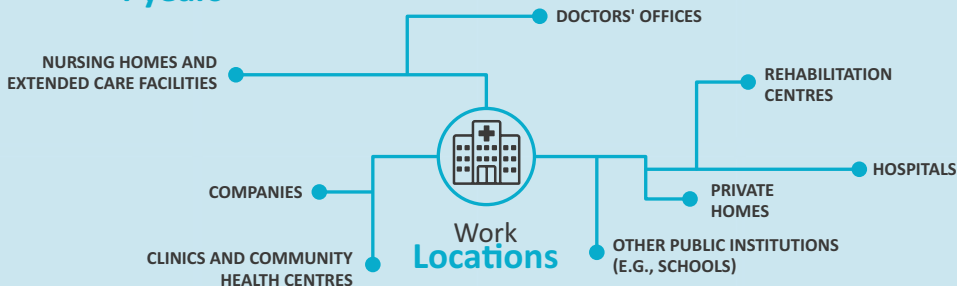 DOCTORS' OFFICES
NURSING HOMES AND
EXTENDED CARE FACILITIES
REHABILITATION
CENTRES
HOSPITALS
COMPANIES
PRIVATE
HOMES
Work
Locations
OTHER PUBLIC INSTITUTIONS
(E.G., SCHOOLS)
CLINICS AND COMMUNITY
HEALTH CENTRES